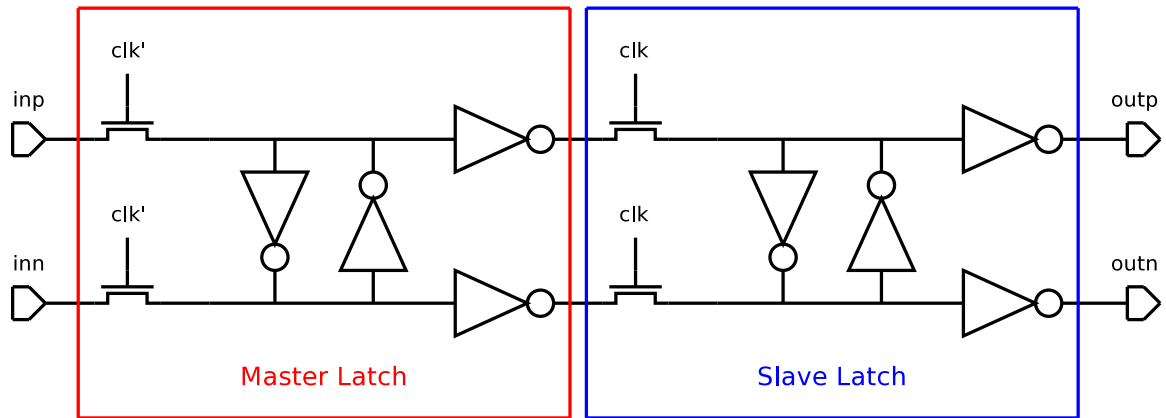 clk'
clk
inp
outp
clk'
clk
inn
outn
Master Latch
Slave Latch